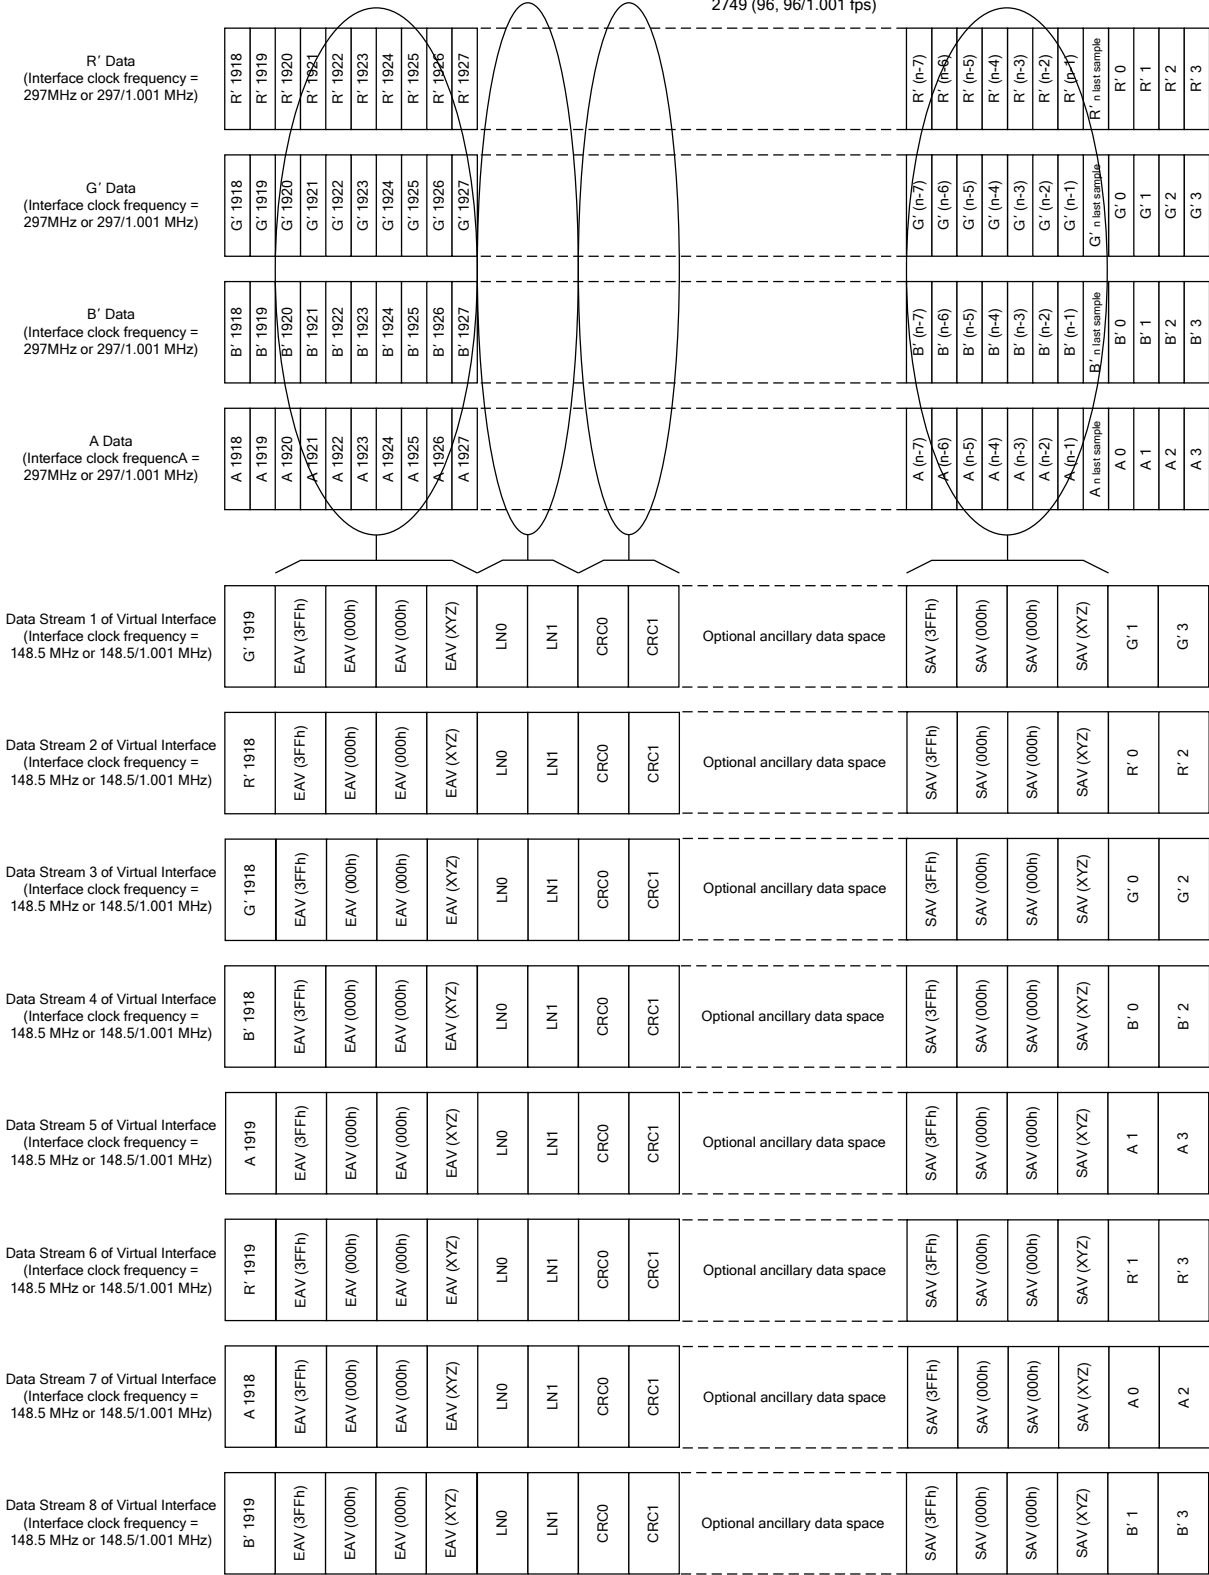 2749 (96, 96/1.001 fps)
R′ Data
(Interface clock frequency =
297MHz or 297/1.001 MHz)
R′ 1918
R′ 1919
R′ 1920
R′ 1921
R′ 1922
R′ 1923
R′ 1924
R′ 1925
R′ 1926
R′ 1927
R′ (n-7)
R′ (n-6)
R′ (n-5)
R′ (n-4)
R′ (n-3)
R′ (n-2)
R′ (n-1)
R′ n last sample
R′ 0
R′ 1
R′ 2
R′ 3
G′ Data
(Interface clock frequency =
297MHz or 297/1.001 MHz)
G′ 1918
G′ 1919
G′ 1920
G′ 1921
G′ 1922
G′ 1923
G′ 1924
G′ 1925
G′ 1926
G′ 1927
G′ (n-7)
G′ (n-6)
G′ (n-5)
G′ (n-4)
G′ (n-3)
G′ (n-2)
G′ (n-1)
G′ n last sample
G′ 0
G′ 1
G′ 2
G′ 3
B′ Data
(Interface clock frequency =
297MHz or 297/1.001 MHz)
B′ 1918
B′ 1919
B′ 1920
B′ 1921
B′ 1922
B′ 1923
B′ 1924
B′ 1925
B′ 1926
B′ 1927
B′ (n-7)
B′ (n-6)
B′ (n-5)
B′ (n-4)
B′ (n-3)
B′ (n-2)
B′ (n-1)
B′ n last sample
B′ 0
B′ 1
B′ 2
B′ 3
A Data
(Interface clock frequencA =
297MHz or 297/1.001 MHz)
A 1918
A 1919
A 1920
A 1921
A 1922
A 1923
A 1924
A 1925
A 1926
A 1927
A (n-7)
A (n-6)
A (n-5)
A (n-4)
A (n-3)
A (n-2)
A (n-1)
A n last sample
A 0
A 1
A 2
A 3
Data Stream 1 of Virtual Interface
(Interface clock frequency =
148.5 MHz or 148.5/1.001 MHz)
G′ 1919
EAV (3FFh)
EAV (000h)
EAV (000h)
EAV (XYZ)
LN0
LN1
CRC0
CRC1
Optional ancillary data space
SAV (3FFh)
SAV (000h)
SAV (000h)
SAV (XYZ)
G′ 1
G′ 3
Data Stream 2 of Virtual Interface
(Interface clock frequency =
148.5 MHz or 148.5/1.001 MHz)
R′ 1918
EAV (3FFh)
EAV (000h)
EAV (000h)
EAV (XYZ)
LN0
LN1
CRC0
CRC1
Optional ancillary data space
SAV (3FFh)
SAV (000h)
SAV (000h)
SAV (XYZ)
R′ 0
R′ 2
Data Stream 3 of Virtual Interface
(Interface clock frequency =
148.5 MHz or 148.5/1.001 MHz)
G′ 1918
EAV (3FFh)
EAV (000h)
EAV (000h)
EAV (XYZ)
LN0
LN1
CRC0
CRC1
Optional ancillary data space
SAV (3FFh)
SAV (000h)
SAV (000h)
SAV (XYZ)
G′ 0
G′ 2
Data Stream 4 of Virtual Interface
(Interface clock frequency =
148.5 MHz or 148.5/1.001 MHz)
B′ 1918
EAV (3FFh)
EAV (000h)
EAV (000h)
EAV (XYZ)
LN0
LN1
CRC0
CRC1
Optional ancillary data space
SAV (3FFh)
SAV (000h)
SAV (000h)
SAV (XYZ)
B′ 0
B′ 2
Data Stream 5 of Virtual Interface
(Interface clock frequency =
148.5 MHz or 148.5/1.001 MHz)
A 1919
EAV (3FFh)
EAV (000h)
EAV (000h)
EAV (XYZ)
LN0
LN1
CRC0
CRC1
Optional ancillary data space
SAV (3FFh)
SAV (000h)
SAV (000h)
SAV (XYZ)
A 1
A 3
Data Stream 6 of Virtual Interface
(Interface clock frequency =
148.5 MHz or 148.5/1.001 MHz)
R′ 1919
EAV (3FFh)
EAV (000h)
EAV (000h)
EAV (XYZ)
LN0
LN1
CRC0
CRC1
Optional ancillary data space
SAV (3FFh)
SAV (000h)
SAV (000h)
SAV (XYZ)
R′ 1
R′ 3
Data Stream 7 of Virtual Interface
(Interface clock frequency =
148.5 MHz or 148.5/1.001 MHz)
A 1918
EAV (3FFh)
EAV (000h)
EAV (000h)
EAV (XYZ)
LN0
LN1
CRC0
CRC1
Optional ancillary data space
SAV (3FFh)
SAV (000h)
SAV (000h)
SAV (XYZ)
A 0
A 2
Data Stream 8 of Virtual Interface
(Interface clock frequency =
148.5 MHz or 148.5/1.001 MHz)
B′ 1919
EAV (3FFh)
EAV (000h)
EAV (000h)
EAV (XYZ)
LN0
LN1
CRC0
CRC1
Optional ancillary data space
SAV (3FFh)
SAV (000h)
SAV (000h)
SAV (XYZ)
B′ 1
B′ 3